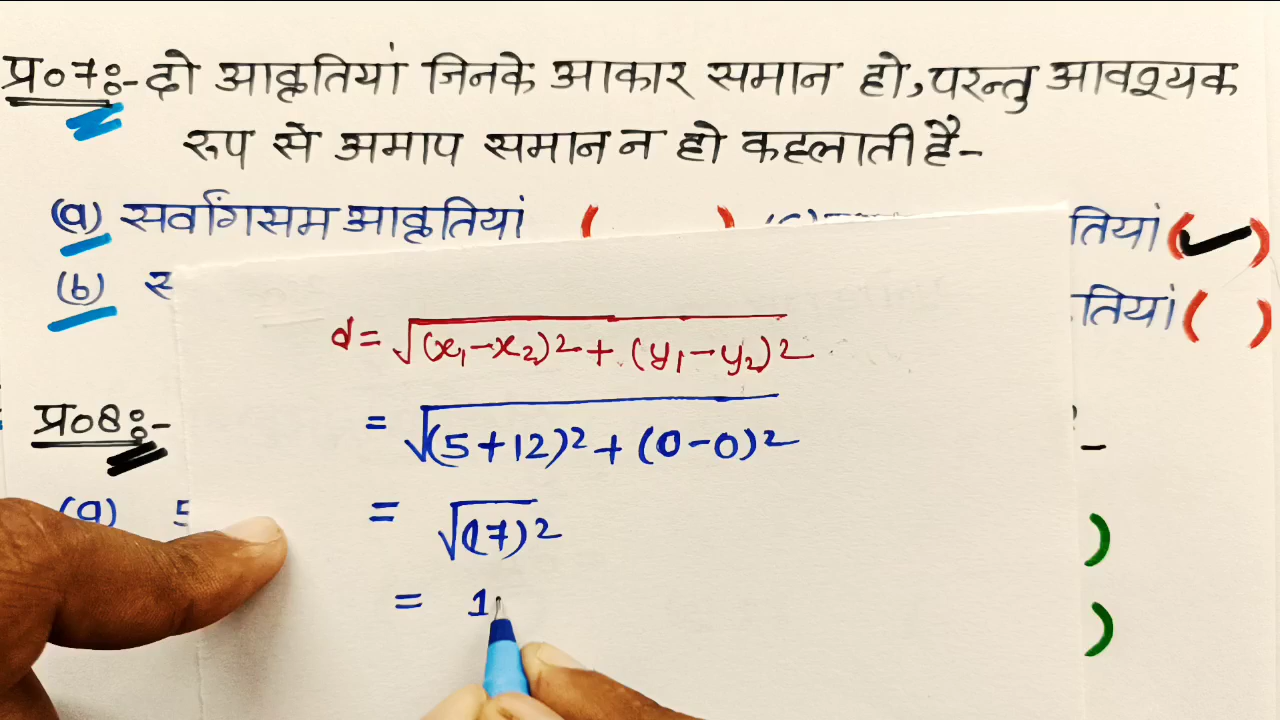 प्र०7:- दो आकृतियां जिनके आकार समान हो, परन्तु आवश्यक
रुप से अमाप समान न हो कहलाती है-
(a) सर्वांगसम आकृतियां ( ) तियां (✓)
(b) तियां ( )
d = √(x₁-x₂)² + (y₁-y₂)²
= √(5+12)² + (0-0)²
= √(17)²
= 1
प्र०8:-
(a) 5 )
)